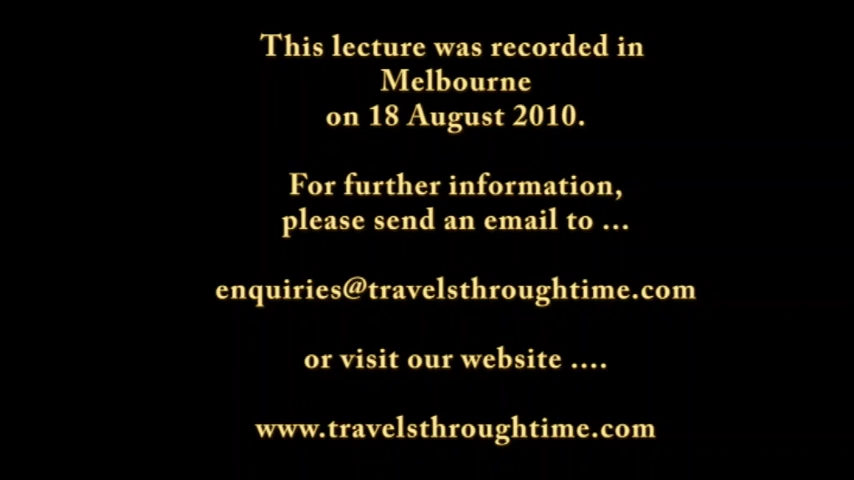 This lecture was recorded in
Melbourne
on 18 August 2010.
For further information,
please send an email to ...
enquiries@travelsthroughtime.com
or visit our website ....
www.travelsthroughtime.com